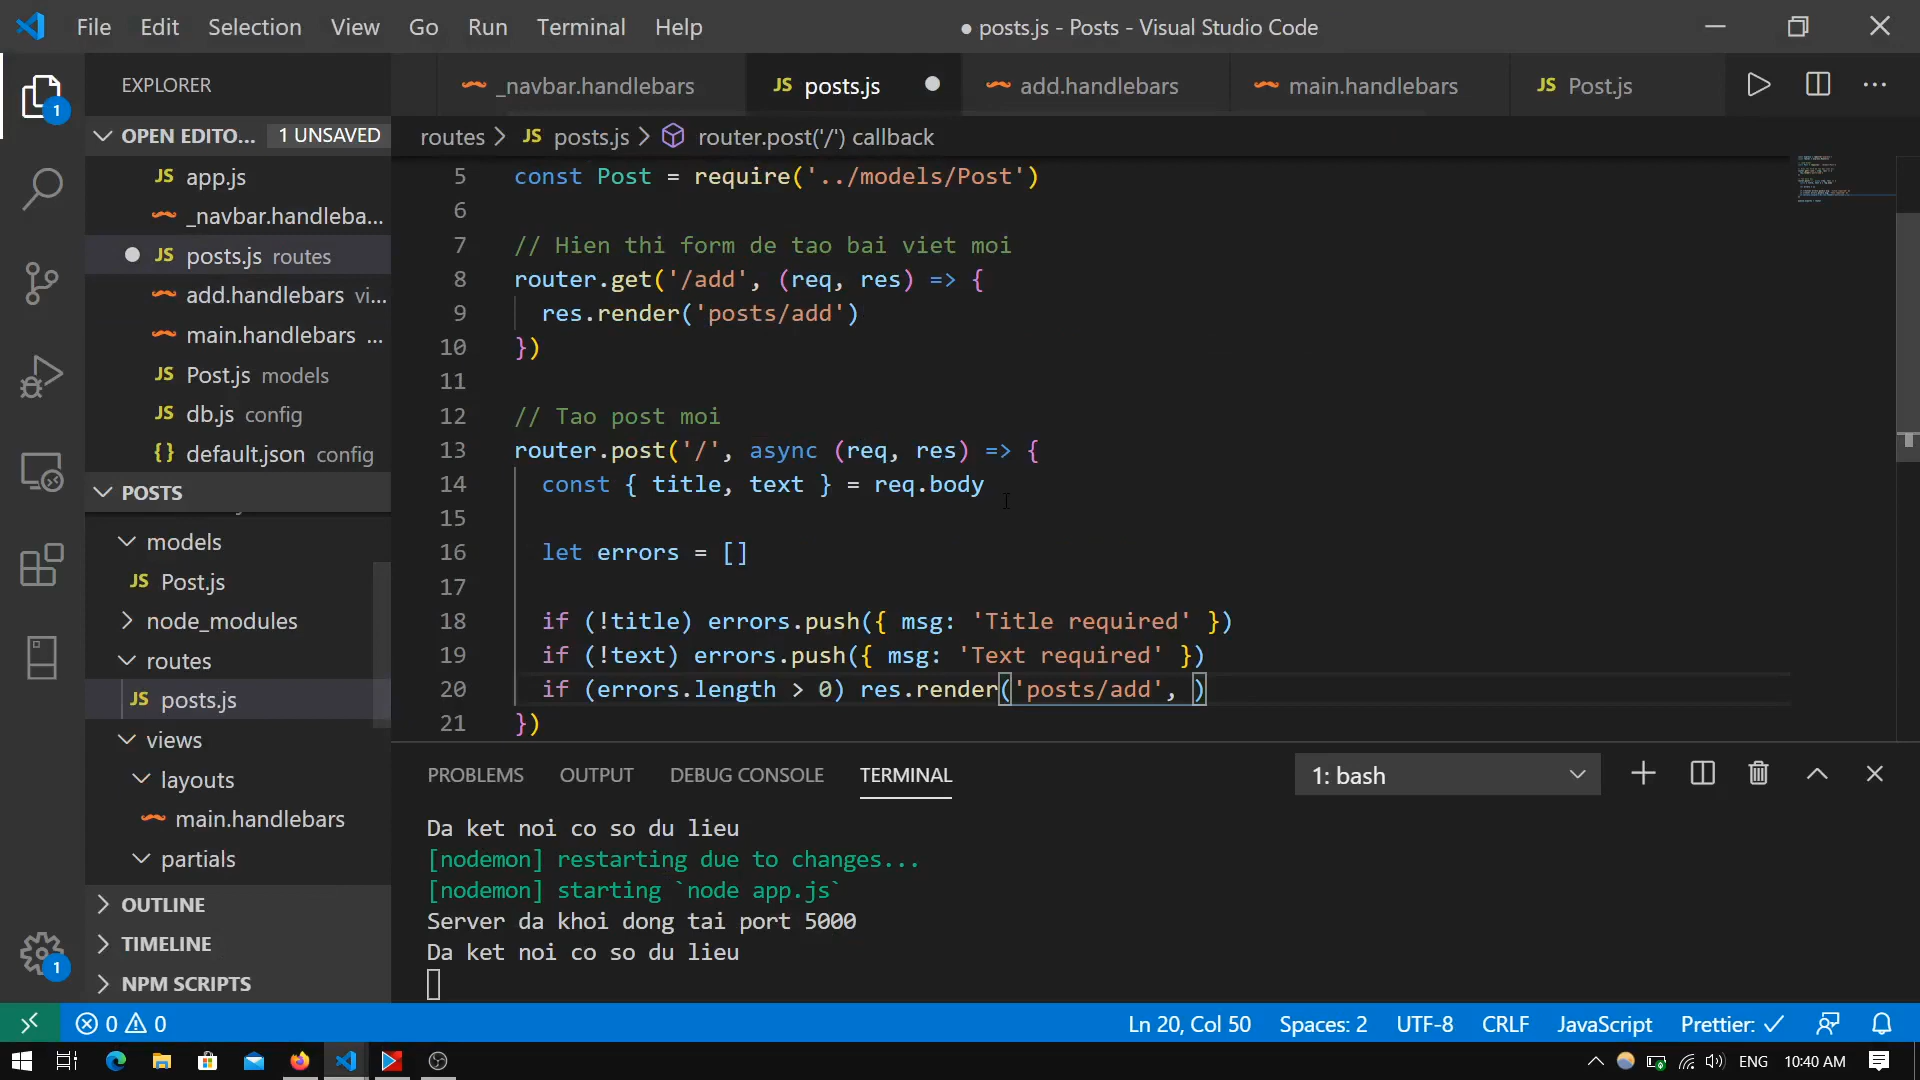 File Edit Selection View Go Run Terminal Help
● posts.js - Posts - Visual Studio Code
EXPLORER
_navbar.handlebars
JS posts.js
add.handlebars
main.handlebars
JS Post.js
OPEN EDITO... 1 UNSAVED
JS app.js
_navbar.handleba...
JS posts.js routes
add.handlebars vi...
main.handlebars ...
JS Post.js models
JS db.js config
{} default.json config
POSTS
models
JS Post.js
node_modules
routes
JS posts.js
views
layouts
main.handlebars
partials
OUTLINE
TIMELINE
NPM SCRIPTS
1
1
routes > JS posts.js > router.post('/') callback
5 const Post = require('../models/Post')
6
7 // Hien thi form de tao bai viet moi
8 router.get('/add', (req, res) => {
9 res.render('posts/add')
10 })
11
12 // Tao post moi
13 router.post('/', async (req, res) => {
14 const { title, text } = req.body
15
16 let errors = []
17
18 if (!title) errors.push({ msg: 'Title required' })
19 if (!text) errors.push({ msg: 'Text required' })
20 if (errors.length > 0) res.render('posts/add', )
21 })
PROBLEMS OUTPUT DEBUG CONSOLE TERMINAL
1: bash
Da ket noi co so du lieu
[nodemon] restarting due to changes...
[nodemon] starting `node app.js`
Server da khoi dong tai port 5000
Da ket noi co so du lieu
0 0
Ln 20, Col 50 Spaces: 2 UTF-8 CRLF JavaScript Prettier: ✓
ENG 10:40 AM